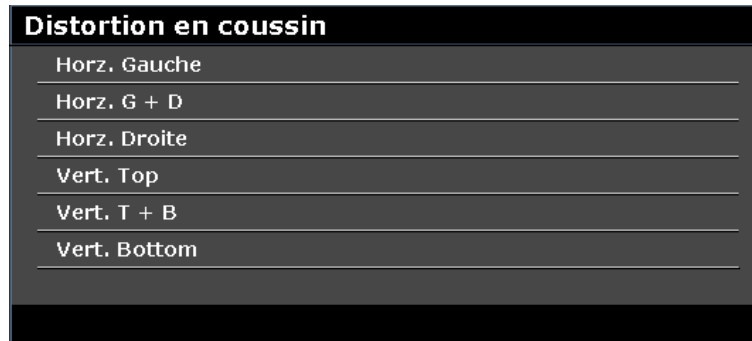 Distortion en coussin
Horz. Gauche
Horz. G + D
Horz. Droite
Vert. Top
Vert. T + B
Vert. Bottom